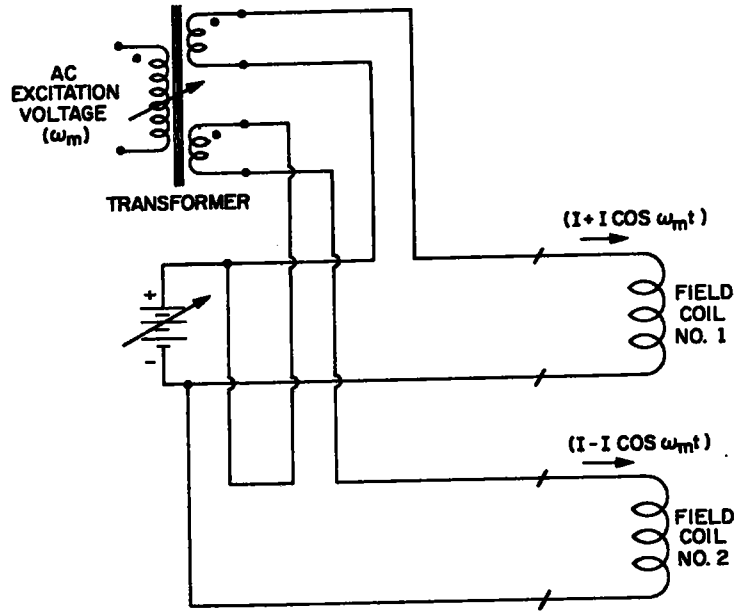 AC
EXCITATION
VOLTAGE
(ωm)
TRANSFORMER
+
-
(I+I COS ωmt)
FIELD
COIL
NO. 1
(I-I COS ωmt)
FIELD
COIL
NO. 2